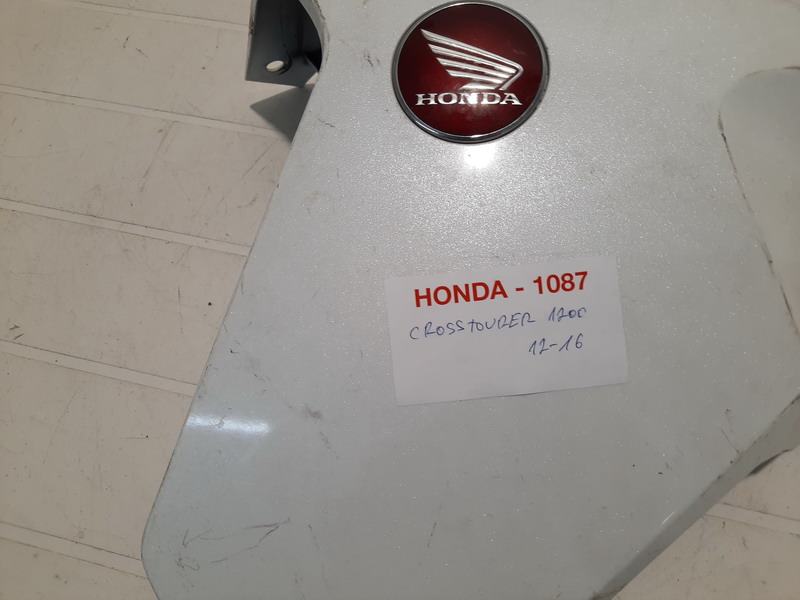 HONDA
HONDA - 1087
CROSSTOURER 1200
12-16